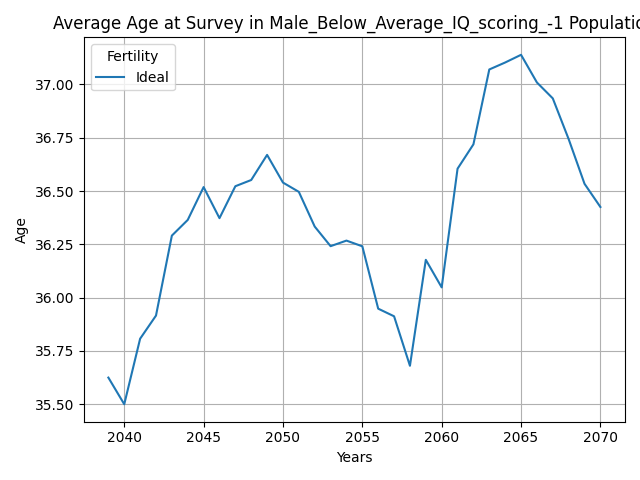 Average Age at Survey in Male_Below_Average_IQ_scoring_-1 Populatio
Fertility
Ideal
37.00
36.75
36.50
36.25
36.00
35.75
35.50
Age
2040 2045 2050 2055 2060 2065 2070
Years